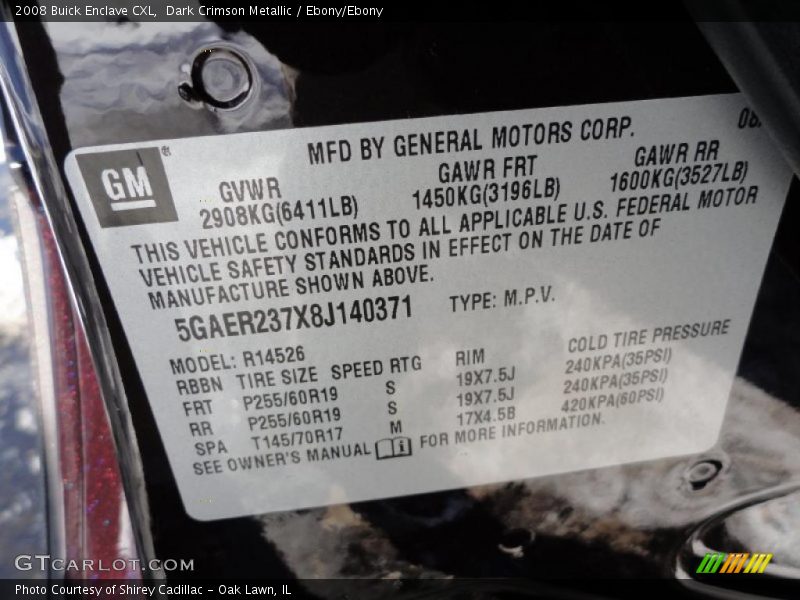 2008 Buick Enclave CXL, Dark Crimson Metallic / Ebony/Ebony
MFD BY GENERAL MOTORS CORP.
GM ®
GVWR GAWR FRT GAWR RR
2908KG(6411LB) 1450KG(3196LB) 1600KG(3527LB)
THIS VEHICLE CONFORMS TO ALL APPLICABLE U.S. FEDERAL MOTOR
VEHICLE SAFETY STANDARDS IN EFFECT ON THE DATE OF
MANUFACTURE SHOWN ABOVE.
5GAER237X8J140371 TYPE: M.P.V.
MODEL: R14526
RBBN TIRE SIZE SPEED RTG RIM COLD TIRE PRESSURE
FRT P255/60R19 S 19X7.5J 240KPA(35PSI)
RR P255/60R19 S 19X7.5J 240KPA(35PSI)
SPA T145/70R17 M 17X4.5B 420KPA(60PSI)
SEE OWNER'S MANUAL FOR MORE INFORMATION.
GTCARLOT.COM
Photo Courtesy of Shirey Cadillac - Oak Lawn, IL